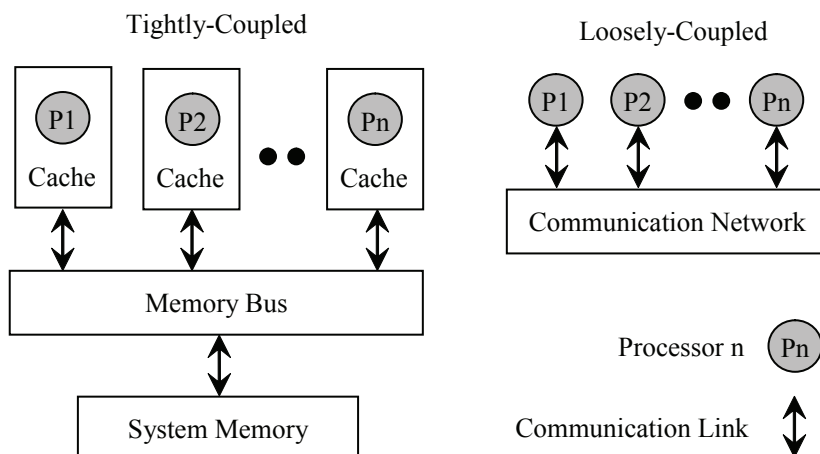 Tightly-Coupled
P1
Cache
P2
Cache
Pn
Cache
Memory Bus
System Memory
Loosely-Coupled
P1
P2
Pn
Communication Network
Processor n
Pn
Communication Link